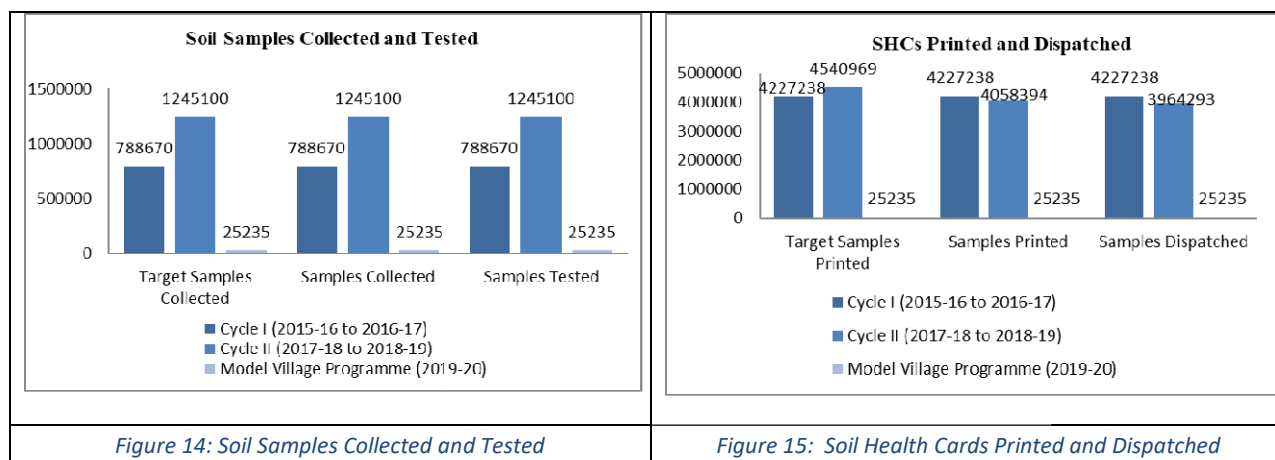 Soil Samples Collected and Tested
1500000
1000000
500000
0
788670
1245100
25235
788670
1245100
25235
788670
1245100
25235
Target Samples
Collected
Samples Collected
Samples Tested
Cycle I (2015-16 to 2016-17)
Cycle II (2017-18 to 2018-19)
Model Village Programme (2019-20)
Figure 14: Soil Samples Collected and Tested
SHCs Printed and Dispatched
5000000
4000000
3000000
2000000
1000000
0
4227238
4540969
25235
4227238
4058394
25235
4227238
3964293
25235
Target Samples
Printed
Samples Printed
Samples Dispatched
Cycle I (2015-16 to 2016-17)
Cycle II (2017-18 to 2018-19)
Model Village Programme (2019-20)
Figure 15: Soil Health Cards Printed and Dispatched